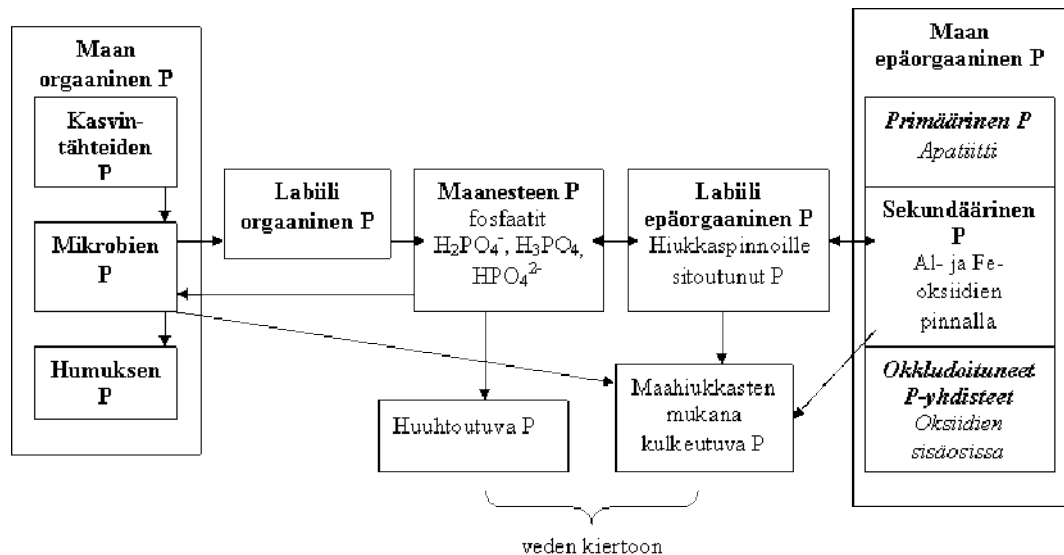 Maan
orgaaninen P
Kasvin-
tähteiden
P
Mikrobien
P
Humuksen
P
Labiili
orgaaninen P
Maanesteen P
fosfaatit
H₂PO₄⁻, H₃PO₄,
HPO₄²⁻
Huuhtoutuva P
Labiili
epäorgaaninen P
Hiukkaspinnoille
sitoutunut P
Maahiukkasten
mukana
kulkeutuva P
veden kiertoon
Maan
epäorgaaninen P
Primäärinen P
Apatiitti
Sekundäärinen
P
Al- ja Fe-
oksiidien
pinnalla
Okkludoituneet
P-yhdisteet
Oksiidien
sisäosissa